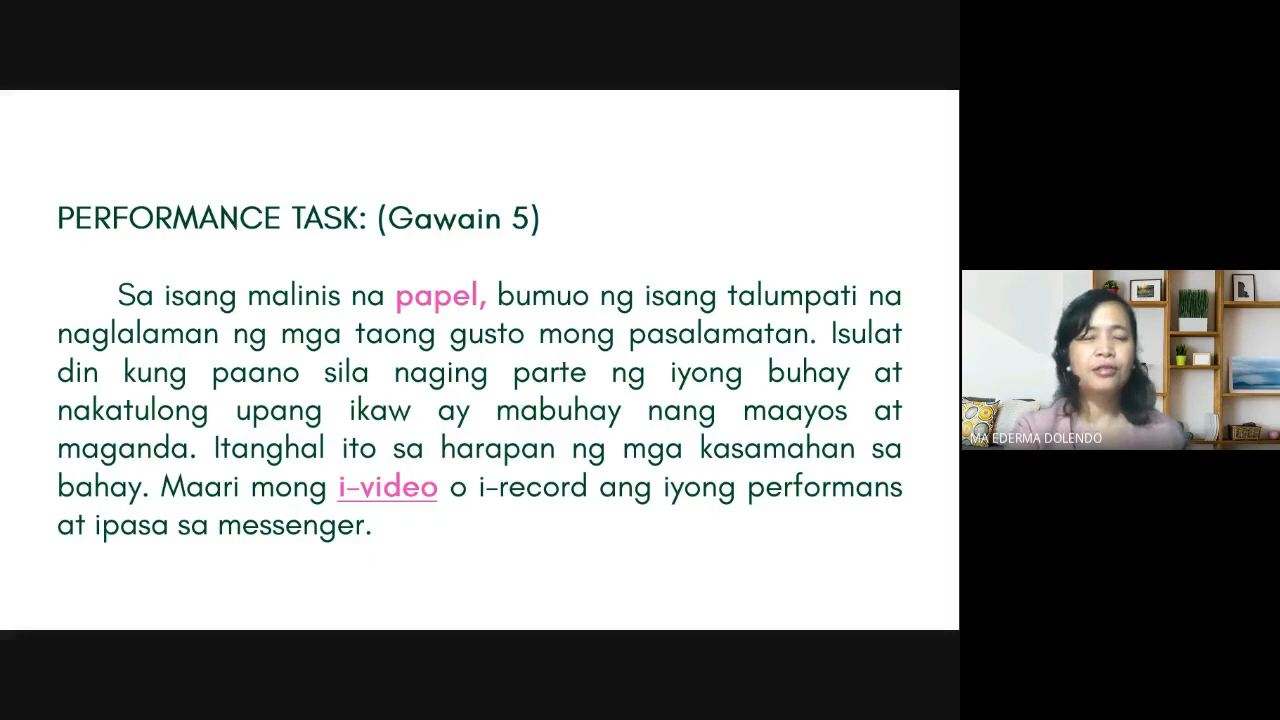 PERFORMANCE TASK: (Gawain 5)
Sa isang malinis na papel, bumuo ng isang talumpati na
naglalaman ng mga taong gusto mong pasalamatan. Isulat
din kung paano sila naging parte ng iyong buhay at
nakatulong upang ikaw ay mabuhay nang maayos at
maganda. Itanghal ito sa harapan ng mga kasamahan sa
bahay. Maari mong i-video o i-record ang iyong performans
at ipasa sa messenger.
MA EDERMA DOLENDO